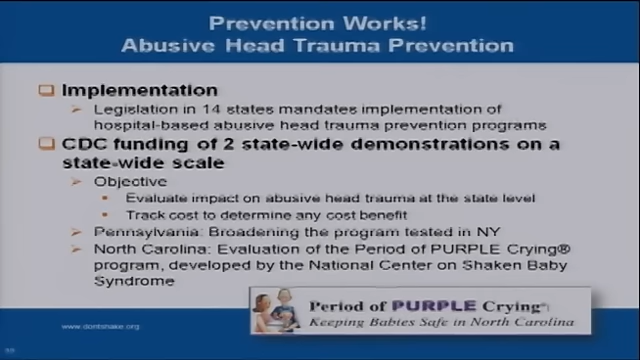 Prevention Works!
Abusive Head Trauma Prevention
Implementation
Legislation in 14 states mandates implementation of
hospital-based abusive head trauma prevention programs
CDC funding of 2 state-wide demonstrations on a
state-wide scale
Objective
Evaluate impact on abusive head trauma at the state level
Track cost to determine any cost benefit
Pennsylvania: Broadening the program tested in NY
North Carolina: Evaluation of the Period of PURPLE Crying®
program, developed by the National Center on Shaken Baby
Syndrome
Period of PURPLE Crying®
Keeping Babies Safe in North Carolina
www.dontshake.org